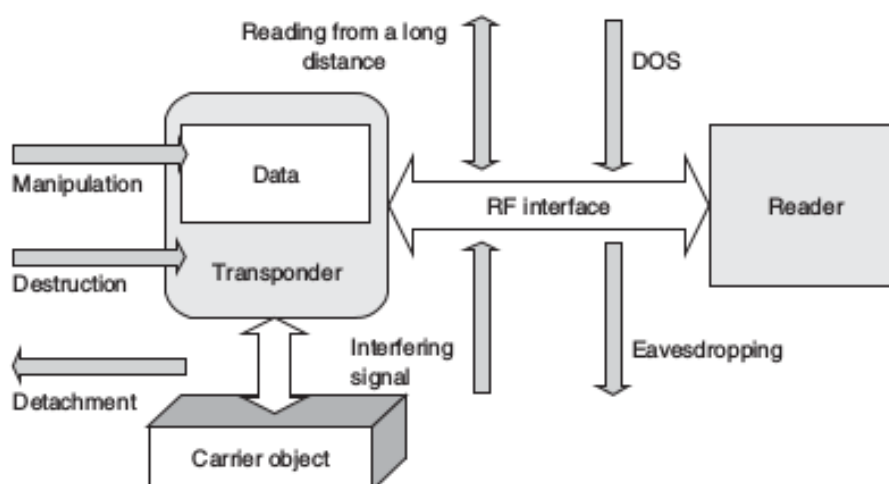 Reading from a long
distance
DOS
Manipulation
Data
RF interface
Reader
Destruction
Transponder
Interfering
signal
Eavesdropping
Detachment
Carrier object